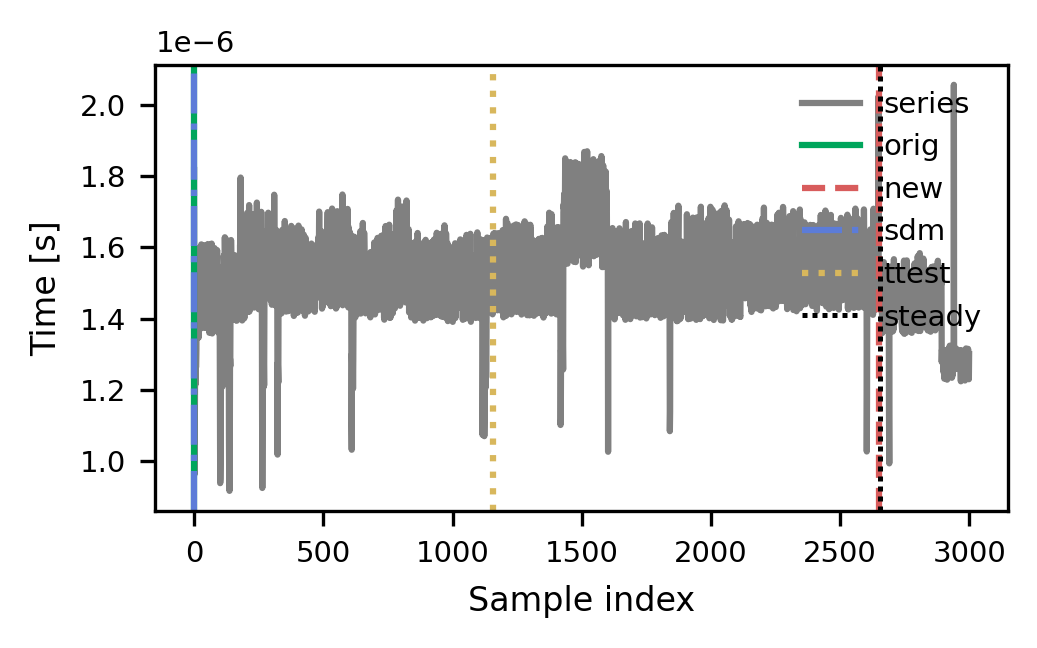 1e−6
2.0
1.8
1.6
1.4
1.2
1.0
Time [s]
series
orig
new
sdm
ttest
steady
0 500 1000 1500 2000 2500 3000
Sample index